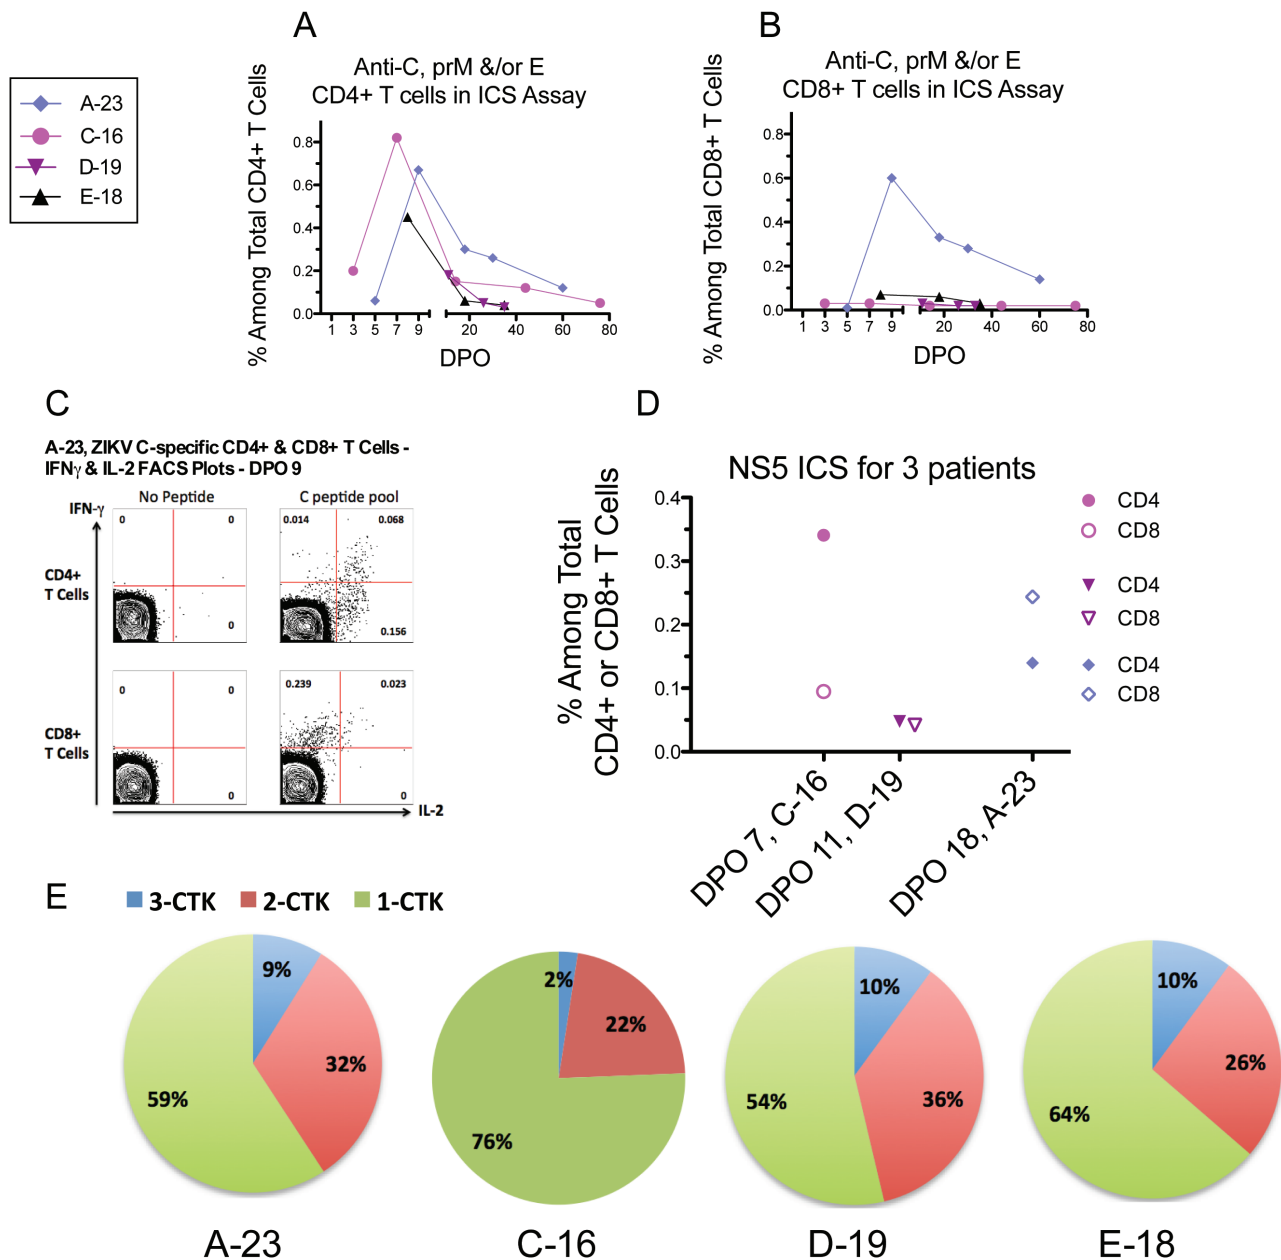 A
B
A-23
C-16
D-19
E-18
Anti-C, prM &/or E
CD4+ T cells in ICS Assay
% Among Total CD4+ T Cells
0.8
0.6
0.4
0.2
0.0
1 3 5 7 9 20 40 60 80
DPO
Anti-C, prM &/or E
CD8+ T cells in ICS Assay
% Among Total CD8+ T Cells
0.8
0.6
0.4
0.2
0.0
1 3 5 7 9 20 40 60 80
DPO
C
A-23, ZIKV C-specific CD4+ & CD8+ T Cells -
IFNγ & IL-2 FACS Plots - DPO 9
No Peptide
C peptide pool
IFN-γ
CD4+
T Cells
0 0
0
0.014 0.068
0.156
CD8+
T Cells
0 0
0
0.239 0.023
0
IL-2
D
NS5 ICS for 3 patients
% Among Total
CD4+ or CD8+ T Cells
0.4
0.3
0.2
0.1
0.0
DPO 7, C-16
DPO 11, D-19
DPO 18, A-23
CD4
CD8
CD4
CD8
CD4
CD8
E
3-CTK 2-CTK 1-CTK
9%
32%
59%
A-23
2%
22%
76%
C-16
10%
36%
54%
D-19
10%
26%
64%
E-18